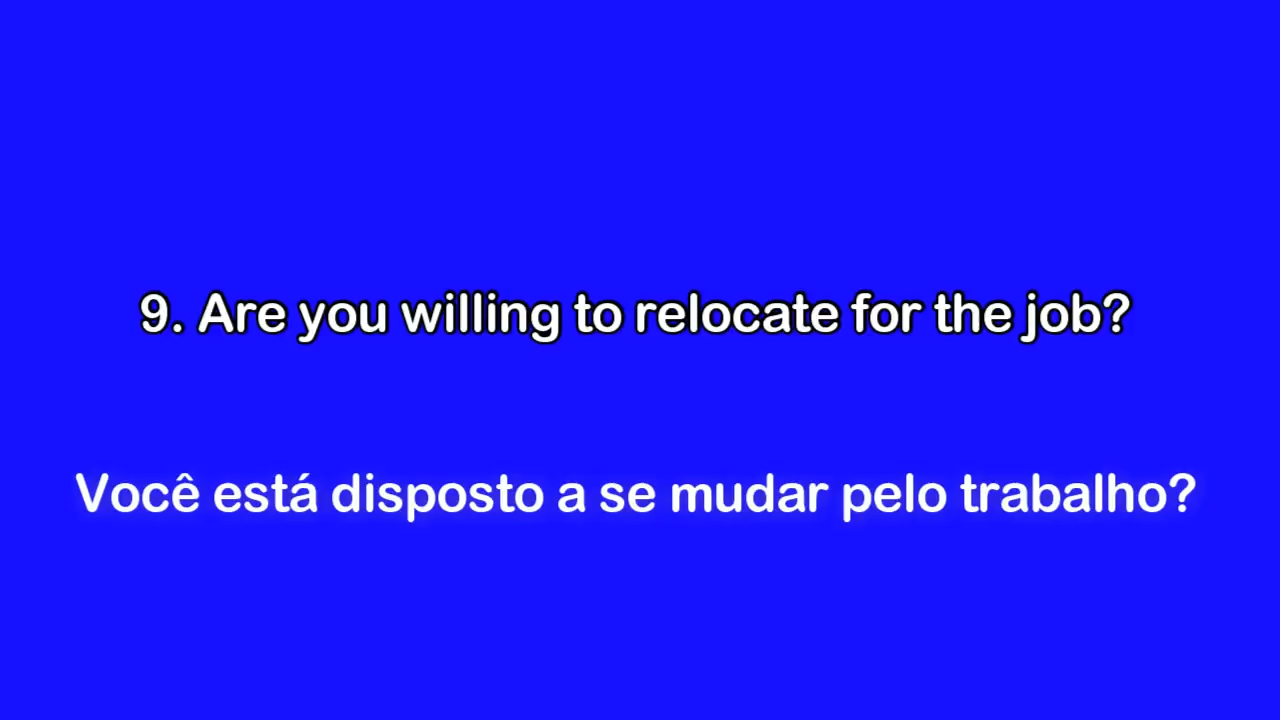 9. Are you willing to relocate for the job?
Você está disposto a se mudar pelo trabalho?